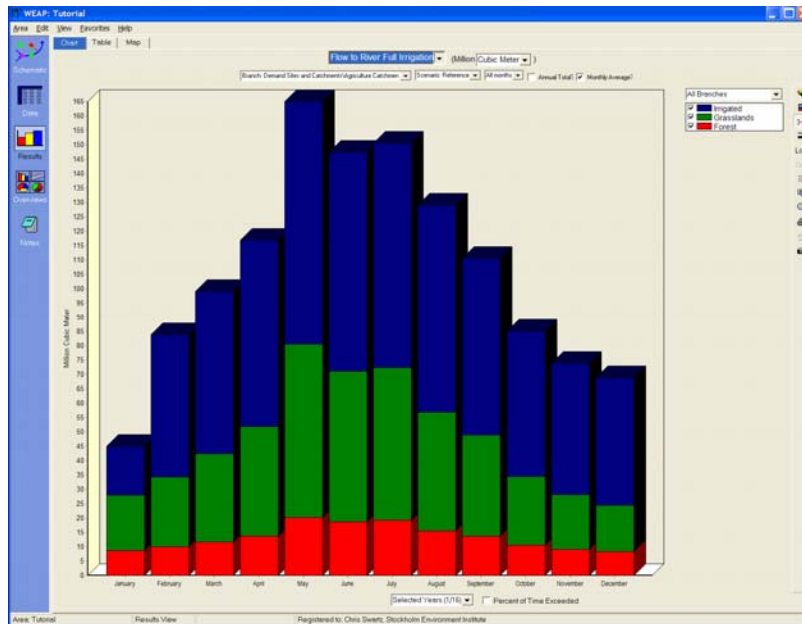 WEAP: Tutorial
Area Edit View Favorites Help
Chart Table Map
Flow to River Full Irrigation (Million Cubic Meter )
Branch: Demand Sites and Catchments\Agriculture Catchmen Scenario: Reference All months Annual Total? Monthly Average?
Schematic
Data
Results
Overviews
Notes
All Branches
Irrigated
Grasslands
Forest
Million Cubic Meter
165
160
155
150
145
140
135
130
125
120
115
110
105
100
95
90
85
80
75
70
65
60
55
50
45
40
35
30
25
20
15
10
5
0
January February March April May June July August September October November December
Selected Years (1/16) Percent of Time Exceeded
Area: Tutorial Results View Registered to: Chris Swartz, Stockholm Environment Institute